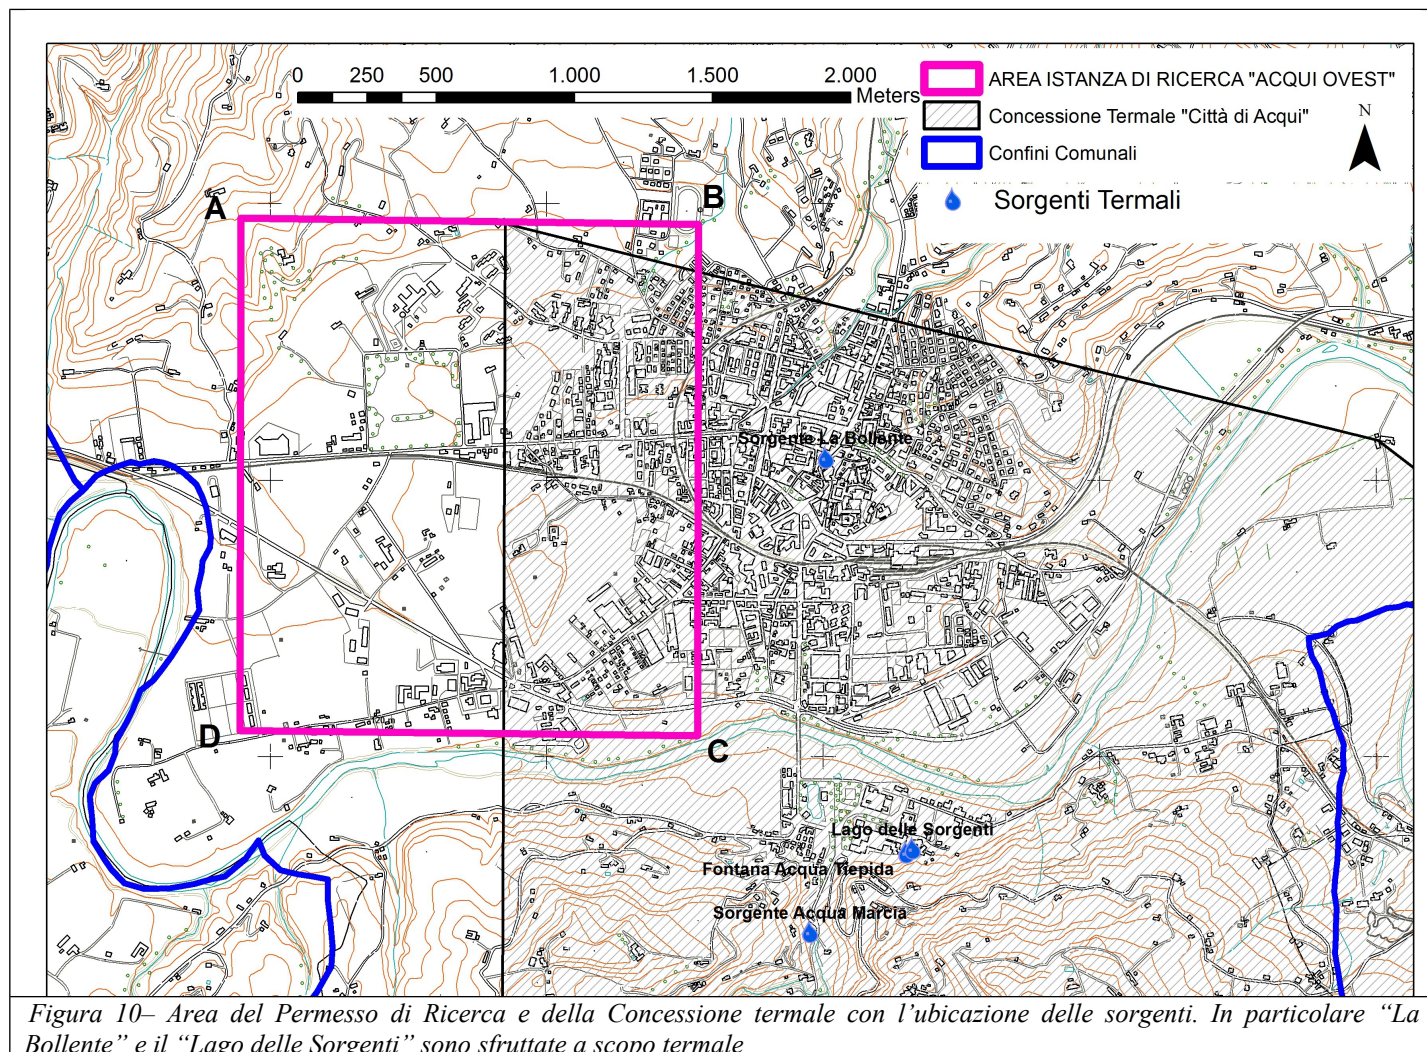 0 250 500 1.000 1.500 2.000
Meters
AREA ISTANZA DI RICERCA "ACQUI OVEST"
Concessione Termale "Città di Acqui"
Confini Comunali
Sorgenti Termali
N
A
B
Sorgente La Bollente
D
C
Lago delle Sorgenti
Fontana Acqua Tiepida
Sorgente Acqua Marcia
Figura 10– Area del Permesso di Ricerca e della Concessione termale con l’ubicazione delle sorgenti. In particolare “La
Bollente” e il “Lago delle Sorgenti” sono sfruttate a scopo termale